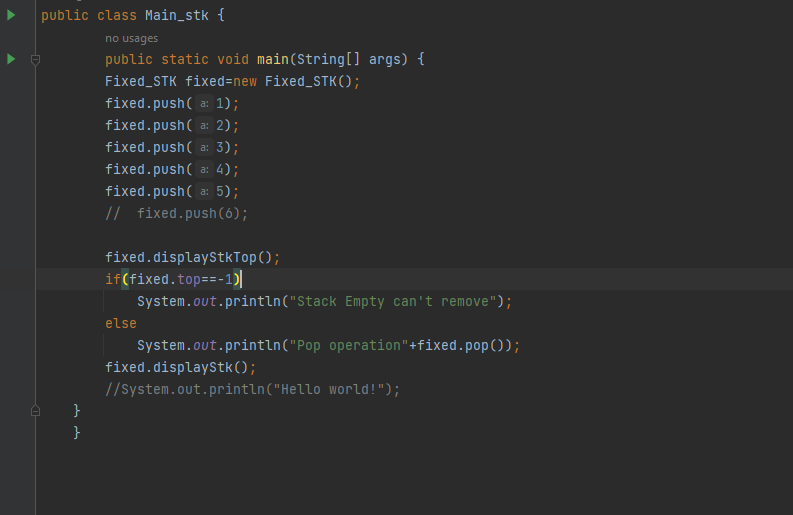 public class Main_stk {
no usages
public static void main(String[] args) {
Fixed_STK fixed=new Fixed_STK();
fixed.push( a: 1);
fixed.push( a: 2);
fixed.push( a: 3);
fixed.push( a: 4);
fixed.push( a: 5);
//  fixed.push(6);
fixed.displayStkTop();
if(fixed.top==-1)
System.out.println("Stack Empty can't remove");
else
System.out.println("Pop operation"+fixed.pop());
fixed.displayStk();
//System.out.println("Hello world!");
}
}